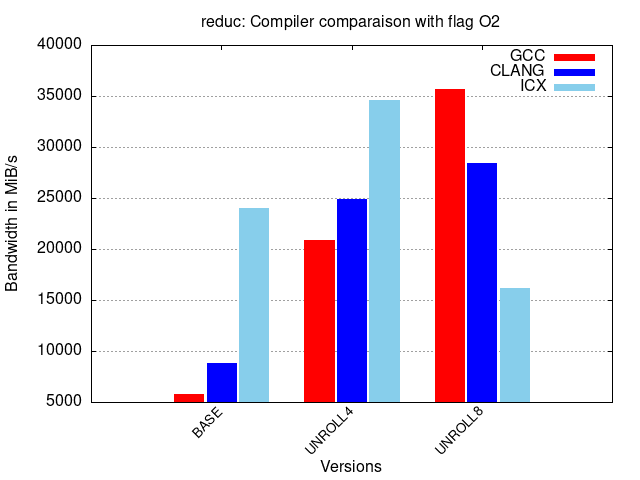 reduc: Compiler comparaison with flag O2
GCC
CLANG
ICX
40000
35000
30000
25000
20000
15000
10000
5000
Bandwidth in MiB/s
BASE
UNROLL4
UNROLL8
Versions